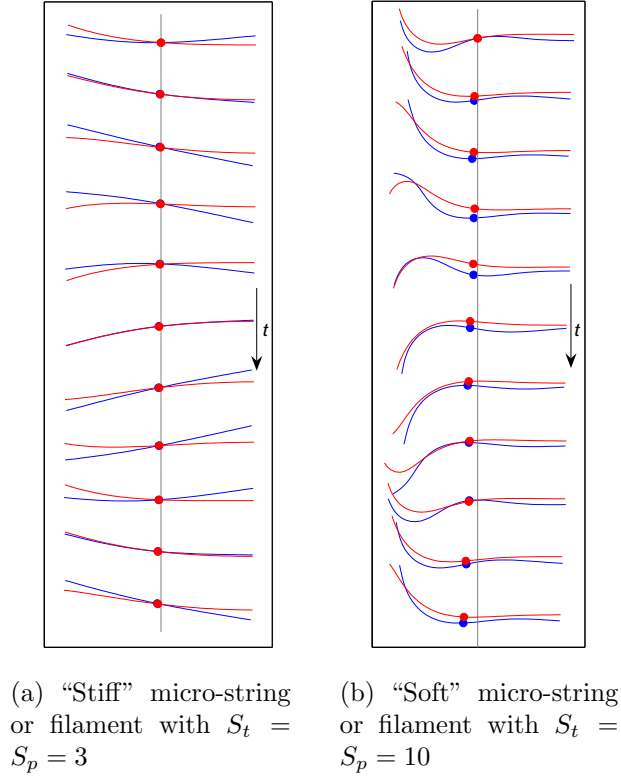 t
t
(a) “Stiff” micro-string
or filament with $S_t =$
$S_p = 3$
(b) “Soft” micro-string
or filament with $S_t =$
$S_p = 10$